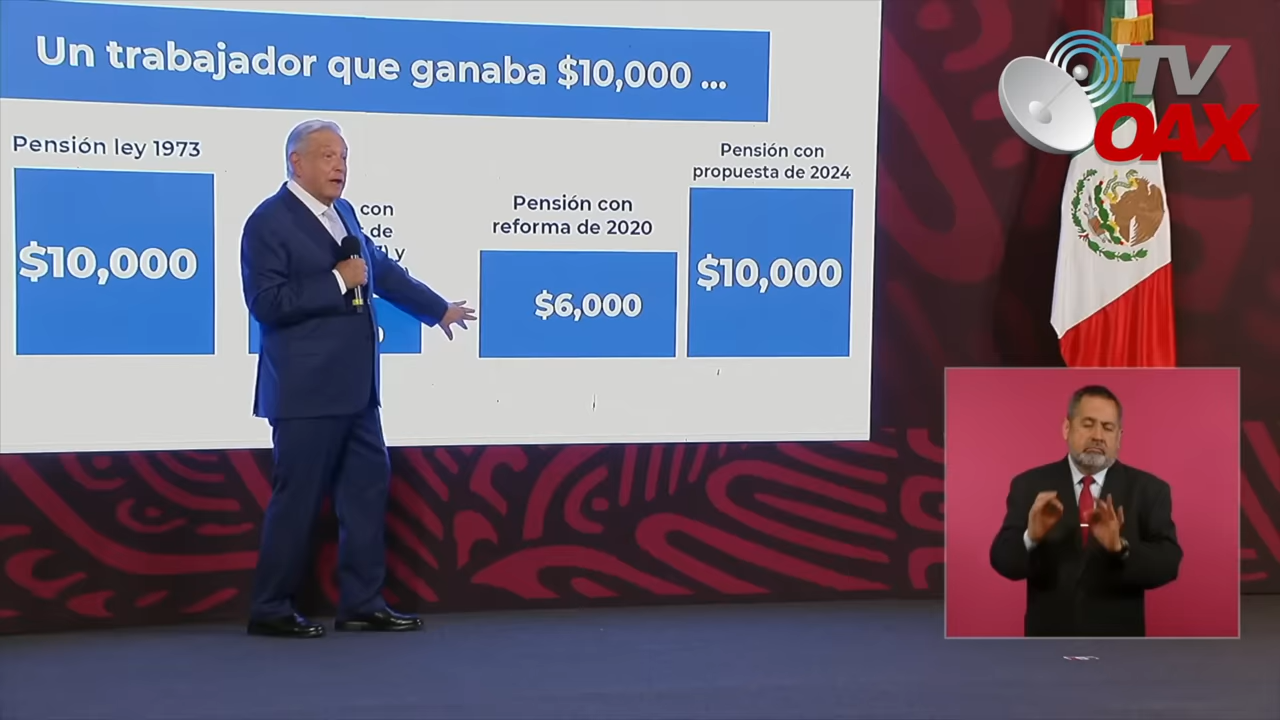 Un trabajador que ganaba $10,000 ...
Pensión ley 1973
$10,000
con
de
y
Pensión con
reforma de 2020
$6,000
Pensión con
propuesta de 2024
$10,000
TV
OAX